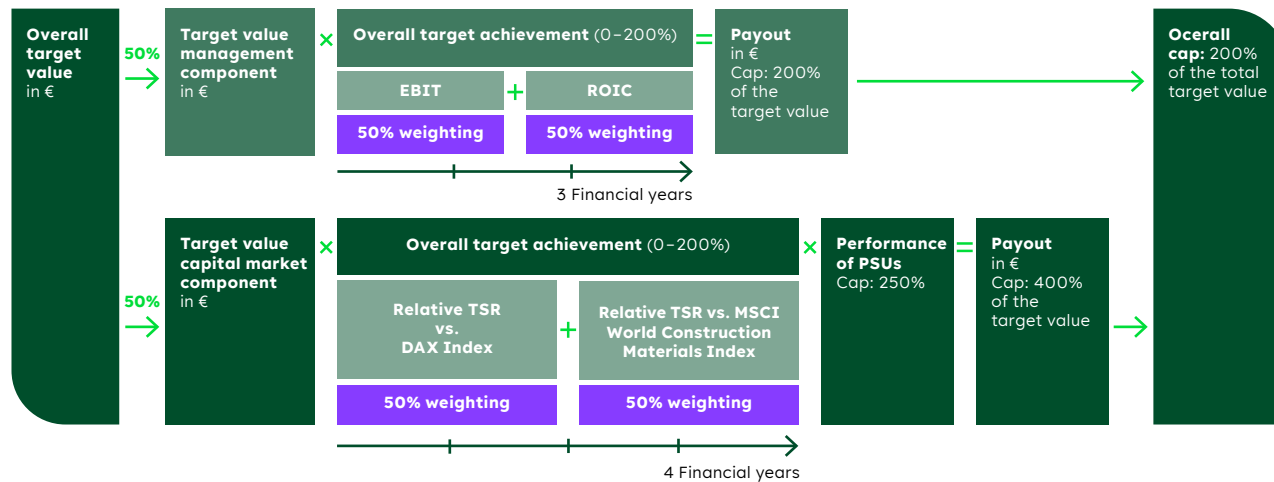 Overall
target
value
in €
50%
Target value
management
component
in €
×
Overall target achievement (0–200%)
EBIT
+
ROIC
50% weighting
50% weighting
3 Financial years
=
Payout
in €
Cap: 200%
of the
target value
50%
Target value
capital market
component
in €
×
Overall target achievement (0–200%)
Relative TSR
vs.
DAX Index
+
Relative TSR vs. MSCI
World Construction
Materials Index
50% weighting
50% weighting
4 Financial years
×
Performance
of PSUs
Cap: 250%
=
Payout
in €
Cap: 400%
of the
target value
Ocerall
cap: 200%
of the total
target value